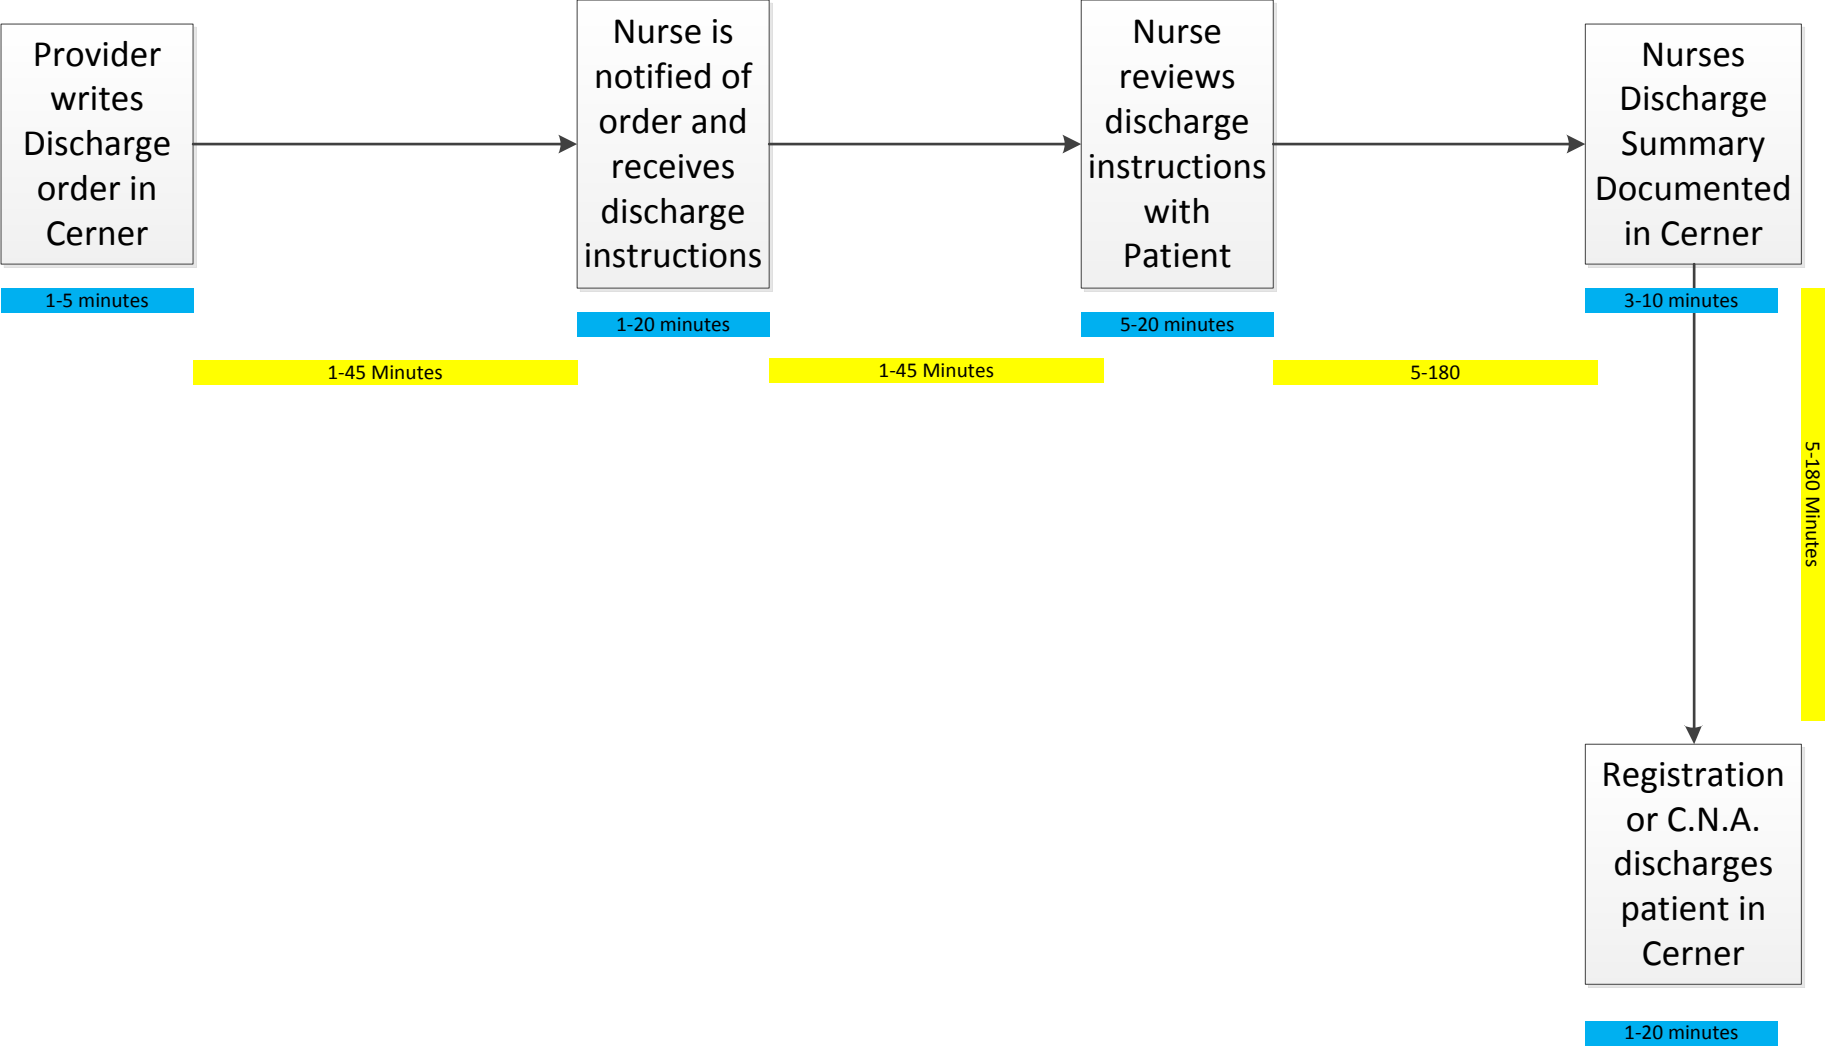 Provider
writes
Discharge
order in
Cerner
1-5 minutes
1-45 Minutes
Nurse is
notified of
order and
receives
discharge
instructions
1-20 minutes
1-45 Minutes
Nurse
reviews
discharge
instructions
with
Patient
5-20 minutes
5-180
Nurses
Discharge
Summary
Documented
in Cerner
3-10 minutes
5-180 Minutes
Registration
or C.N.A.
discharges
patient in
Cerner
1-20 minutes